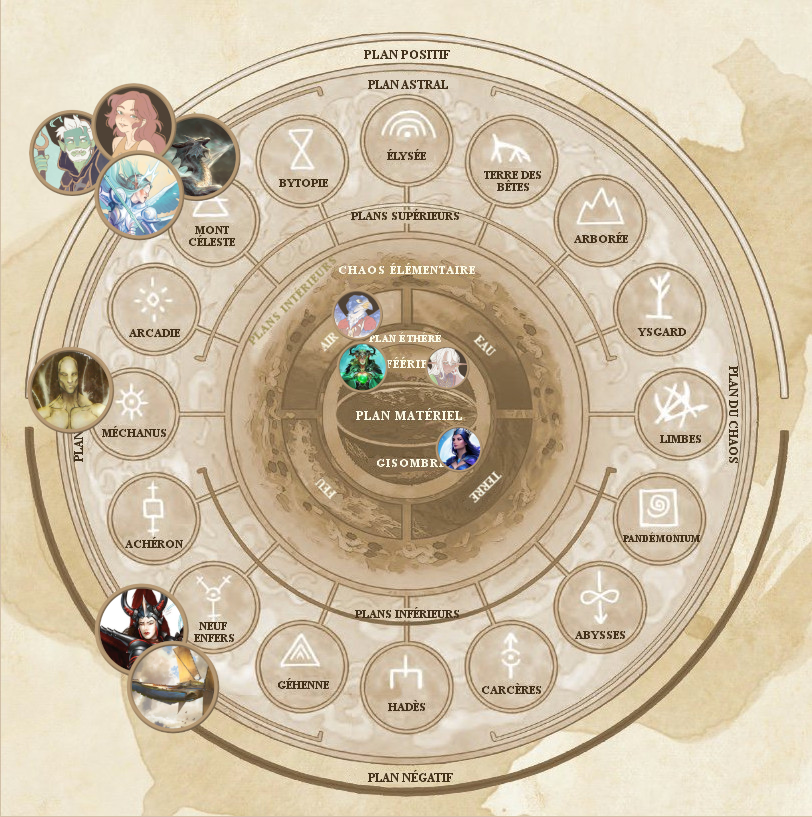 PLAN POSITIF
PLAN ASTRAL
ÉLYSÉE
BYTOPIE
TERRE DES
BÊTES
PLANS SUPÉRIEURS
MONT
CÉLESTE
ARBORÉE
CHAOS ÉLÉMENTAIRE
PLANS INTÉRIEURS
ARCADIE
YSGARD
AIR
EAU
PLAN ÉTHÉRÉ
FÉÉRIE
PLAN MATÉRIEL
MÉCHANUS
LIMBES
PLAN DU CHAOS
PLAN
GISOMBRE
FEU
TERRE
ACHÉRON
PANDÉMONIUM
PLANS INFÉRIEURS
NEUF
ENFERS
ABYSSES
GÉHENNE
HADÈS
CARCÈRES
PLAN NÉGATIF